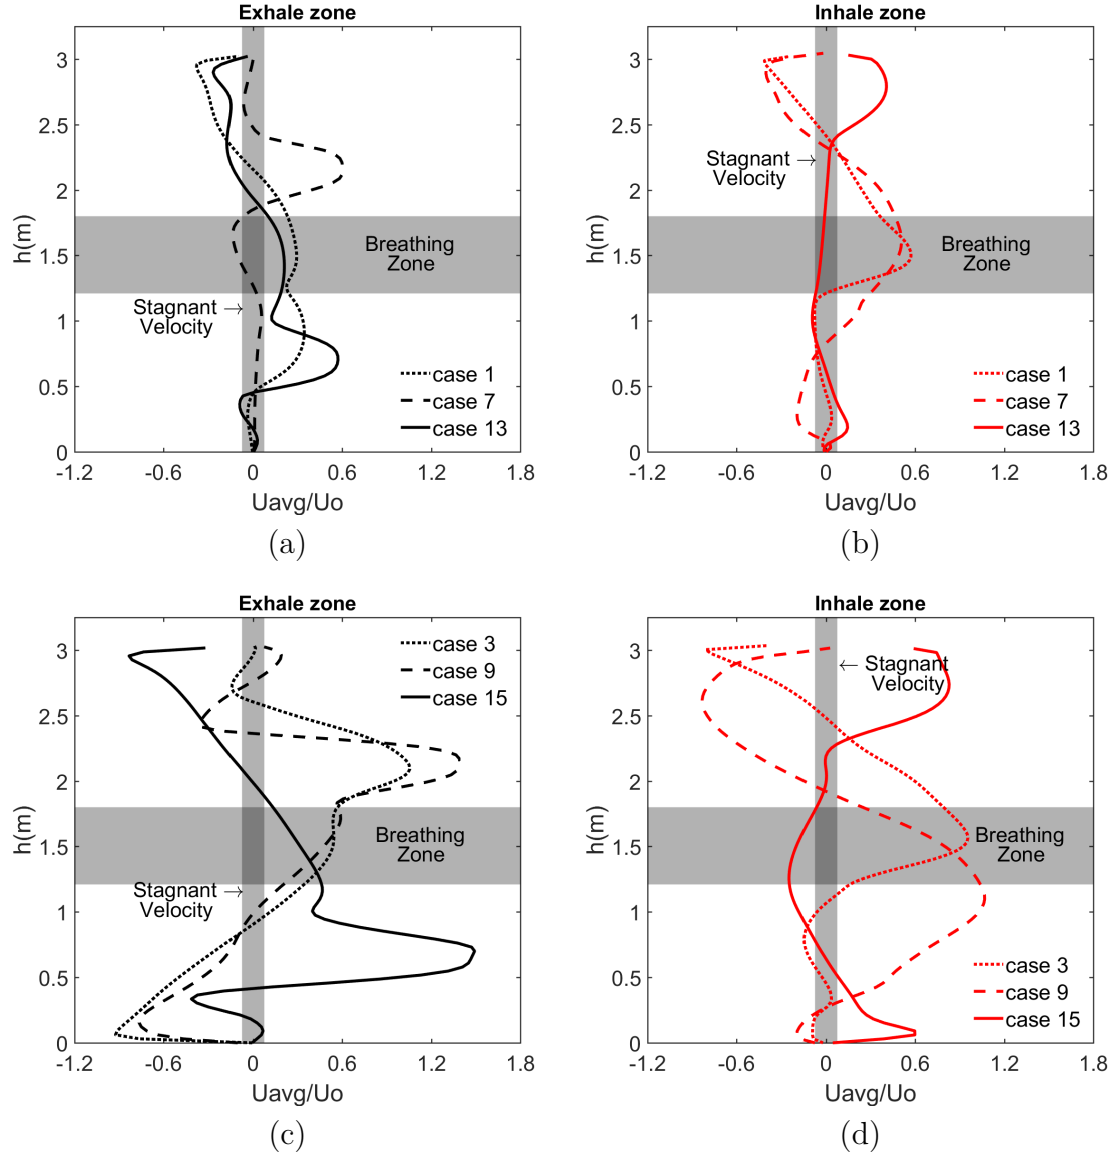 Exhale zone
3
2.5
2
1.5
1
0.5
0
h(m)
Breathing
Zone
Stagnant →
Velocity
case 1
case 7
case 13
-1.2
-0.6
0
0.6
1.2
1.8
Uavg/Uo
(a)
Inhale zone
3
2.5
2
1.5
1
0.5
0
h(m)
Stagnant →
Velocity
Breathing
Zone
case 1
case 7
case 13
-1.2
-0.6
0
0.6
1.2
1.8
Uavg/Uo
(b)
Exhale zone
3
2.5
2
1.5
1
0.5
0
h(m)
case 3
case 9
case 15
Breathing
Zone
Stagnant →
Velocity
-1.2
-0.6
0
0.6
1.2
1.8
Uavg/Uo
(c)
Inhale zone
3
2.5
2
1.5
1
0.5
0
h(m)
← Stagnant
Velocity
Breathing
Zone
case 3
case 9
case 15
-1.2
-0.6
0
0.6
1.2
1.8
Uavg/Uo
(d)